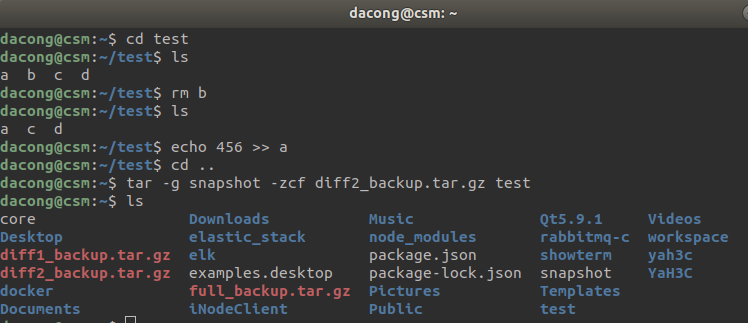 dacong@csm: ~
dacong@csm:~$ cd test
dacong@csm:~/test$ ls
a  b  c  d
dacong@csm:~/test$ rm b
dacong@csm:~/test$ ls
a  c  d
dacong@csm:~/test$ echo 456 >> a
dacong@csm:~/test$ cd ..
dacong@csm:~$ tar -g snapshot -zcf diff2_backup.tar.gz test
dacong@csm:~$ ls
core                  Downloads           Music              Qt5.9.1     Videos
Desktop               elastic_stack       node_modules       rabbitmq-c  workspace
diff1_backup.tar.gz   elk                 package.json       showterm    yah3c
diff2_backup.tar.gz   examples.desktop    package-lock.json  snapshot    YaH3C
docker                full_backup.tar.gz  Pictures           Templates
Documents             iNodeClient         Public             test
dacong@csm:~$